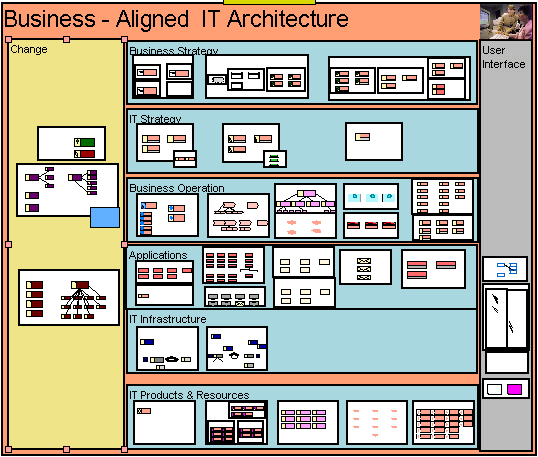 Business - Aligned IT Architecture
Change
Business Strategy
User
Interface
IT Strategy
Business Operation
Applications
IT Infrastructure
IT Products & Resources